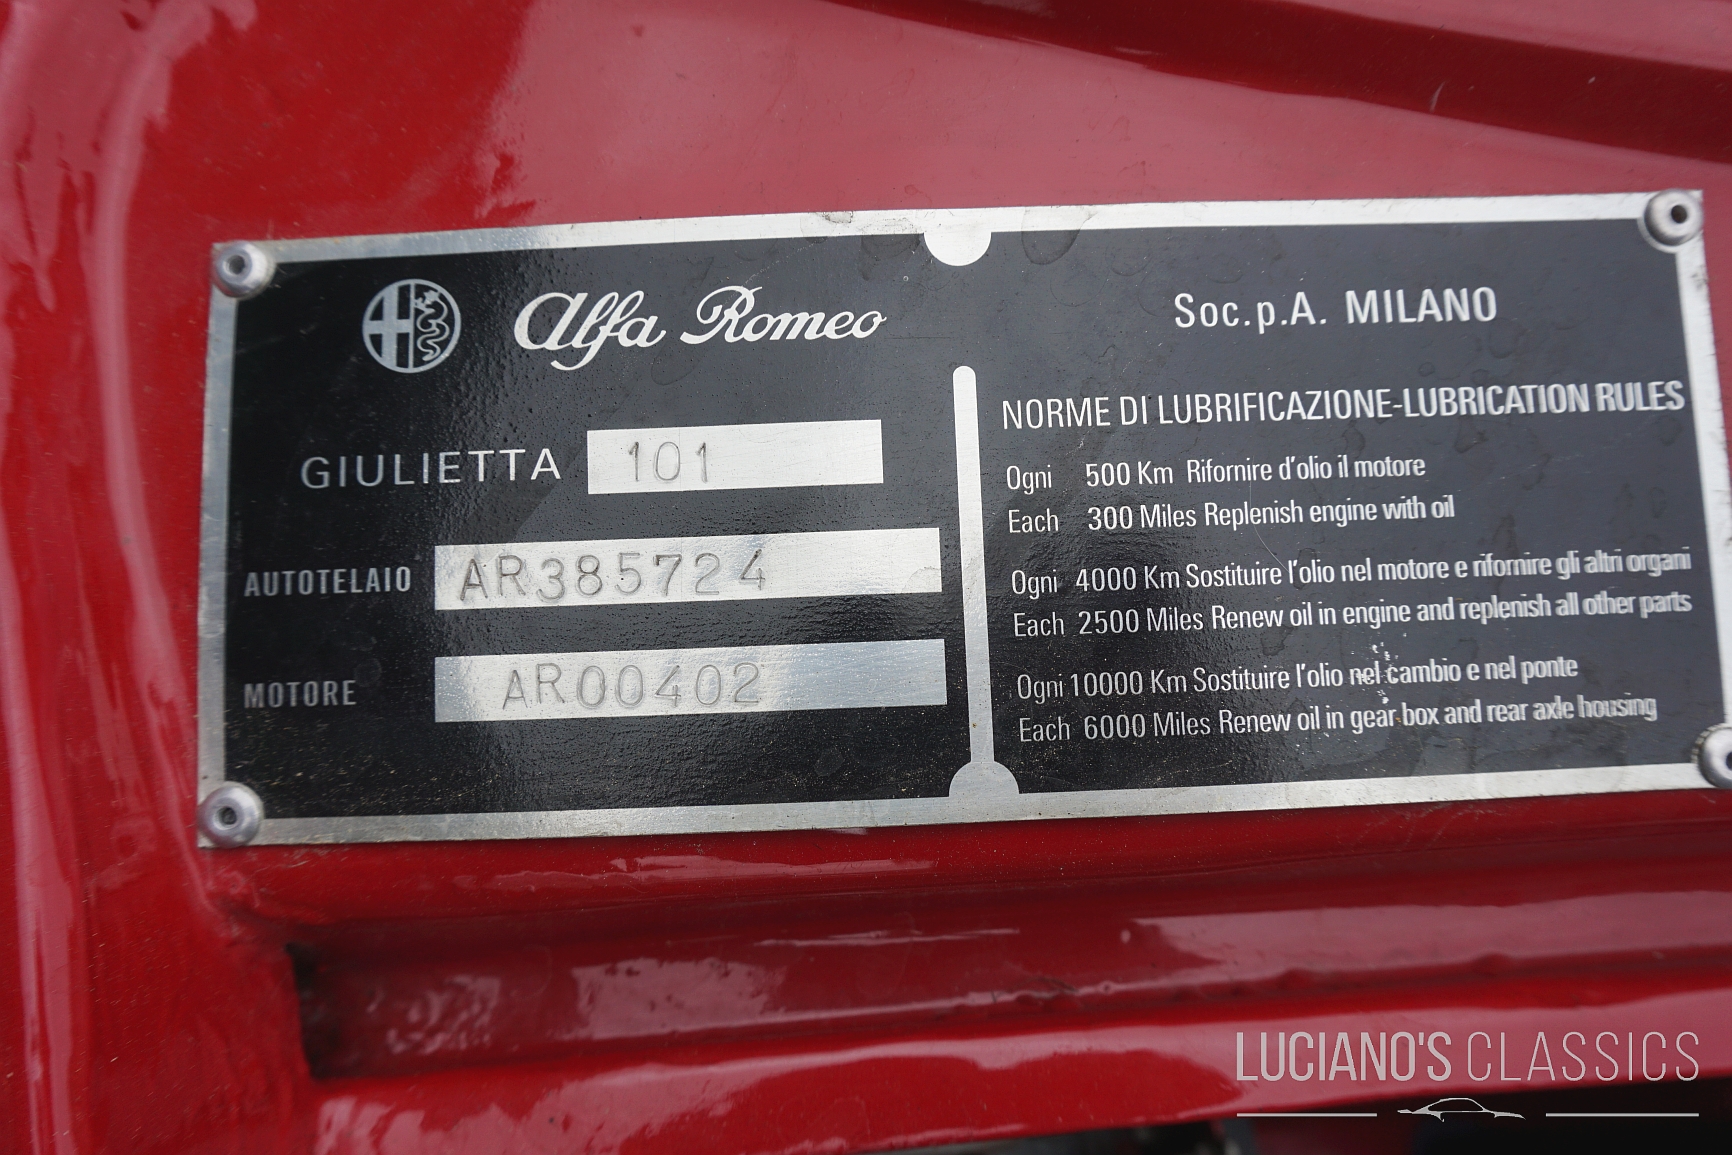 Alfa Romeo
GIULIETTA 101
AUTOTELAIO AR385724
MOTORE AR00402
Soc.p.A. MILANO
NORME DI LUBRIFICAZIONE-LUBRICATION RULES
Ogni 500 Km Rifornire d'olio il motore
Each 300 Miles Replenish engine with oil
Ogni 4000 Km Sostituire l'olio nel motore e rifornire gli altri organi
Each 2500 Miles Renew oil in engine and replenish all other parts
Ogni 10000 Km Sostituire l'olio nel cambio e nel ponte
Each 6000 Miles Renew oil in gear box and rear axle housing
LUCIANO'S CLASSICS